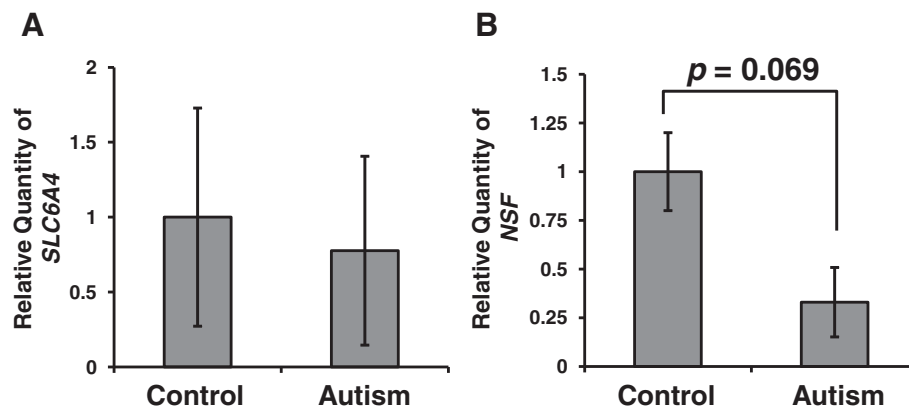 A
Relative Quantity of
SLC6A4
2
1.5
1
0.5
0
Control
Autism
B
p = 0.069
Relative Quantity of
NSF
1.5
1.25
1
0.75
0.5
0.25
0
Control
Autism